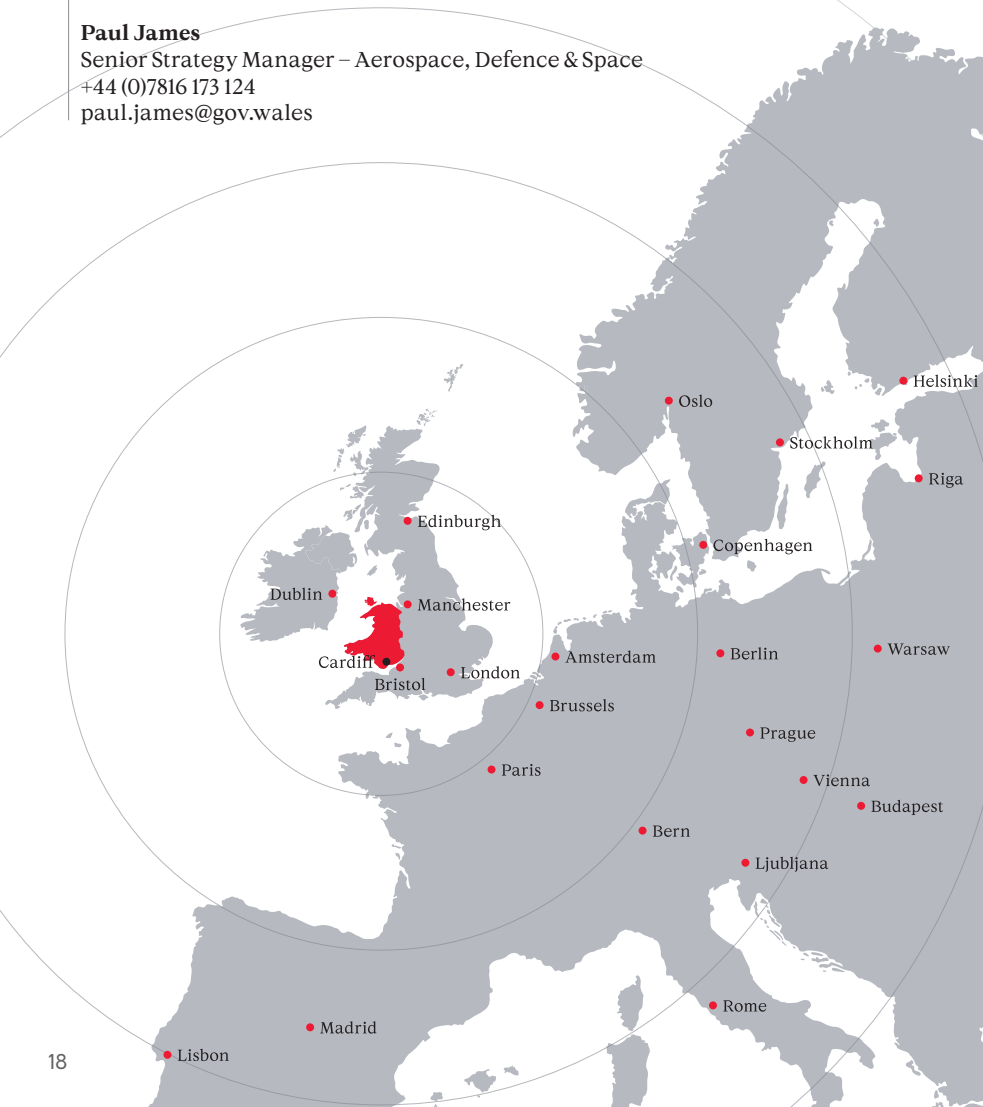 Paul James
Senior Strategy Manager – Aerospace, Defence & Space
+44 (0)7816 173 124
paul.james@gov.wales
Helsinki
Oslo
Stockholm
Riga
Edinburgh
Copenhagen
Dublin
Manchester
Warsaw
Berlin
Amsterdam
Cardiff
London
Bristol
Brussels
Prague
Paris
Vienna
Budapest
Bern
Ljubljana
Rome
Madrid
Lisbon
18